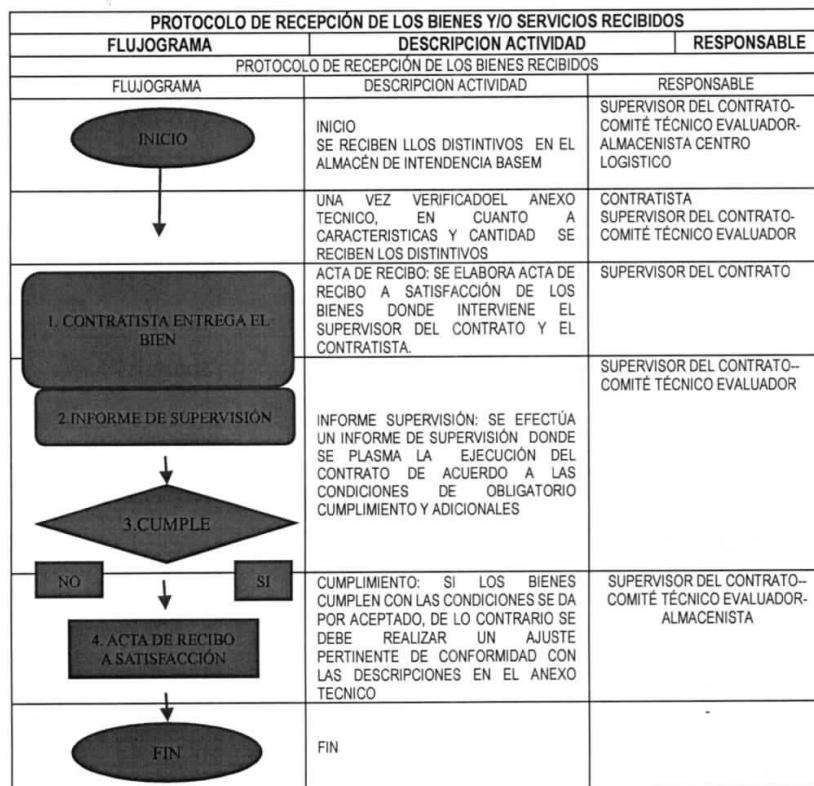 PROTOCOLO DE RECEPCIÓN DE LOS BIENES Y/O SERVICIOS RECIBIDOS
FLUJOGRAMA
DESCRIPCION ACTIVIDAD
RESPONSABLE
PROTOCOLO DE RECEPCIÓN DE LOS BIENES RECIBIDOS
FLUJOGRAMA
DESCRIPCION ACTIVIDAD
RESPONSABLE
INICIO
INICIO
SE RECIBEN LLOS DISTINTIVOS EN EL
ALMACÉN DE INTENDENCIA BASEM
SUPERVISOR DEL CONTRATO-
COMITÉ TÉCNICO EVALUADOR-
ALMACENISTA CENTRO
LOGISTICO
UNA VEZ VERIFICADOEL ANEXO
TECNICO, EN CUANTO A
CARACTERISTICAS Y CANTIDAD SE
RECIBEN LOS DISTINTIVOS
CONTRATISTA
SUPERVISOR DEL CONTRATO-
COMITÉ TÉCNICO EVALUADOR
1. CONTRATISTA ENTREGA EL
BIEN
ACTA DE RECIBO: SE ELABORA ACTA DE
RECIBO A SATISFACCIÓN DE LOS
BIENES DONDE INTERVIENE EL
SUPERVISOR DEL CONTRATO Y EL
CONTRATISTA.
SUPERVISOR DEL CONTRATO
2.INFORME DE SUPERVISIÓN
3.CUMPLE
INFORME SUPERVISIÓN: SE EFECTÚA
UN INFORME DE SUPERVISIÓN DONDE
SE PLASMA LA EJECUCIÓN DEL
CONTRATO DE ACUERDO A LAS
CONDICIONES DE OBLIGATORIO
CUMPLIMIENTO Y ADICIONALES
SUPERVISOR DEL CONTRATO--
COMITÉ TÉCNICO EVALUADOR
NO
SI
4. ACTA DE RECIBO
A SATISFACCIÓN
CUMPLIMIENTO: SI LOS BIENES
CUMPLEN CON LAS CONDICIONES SE DA
POR ACEPTADO, DE LO CONTRARIO SE
DEBE REALIZAR UN AJUSTE
PERTINENTE DE CONFORMIDAD CON
LAS DESCRIPCIONES EN EL ANEXO
TECNICO
SUPERVISOR DEL CONTRATO--
COMITÉ TÉCNICO EVALUADOR-
ALMACENISTA
FIN
FIN
-